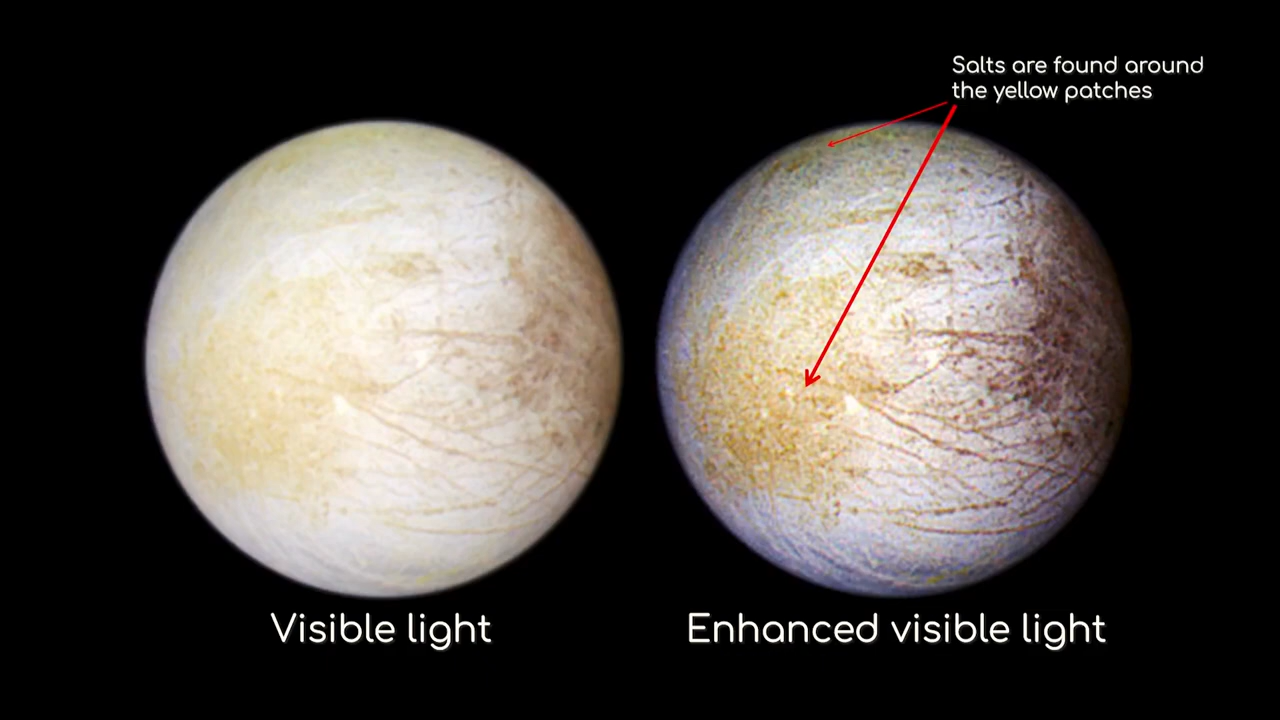 Salts are found around
the yellow patches
Visible light
Enhanced visible light